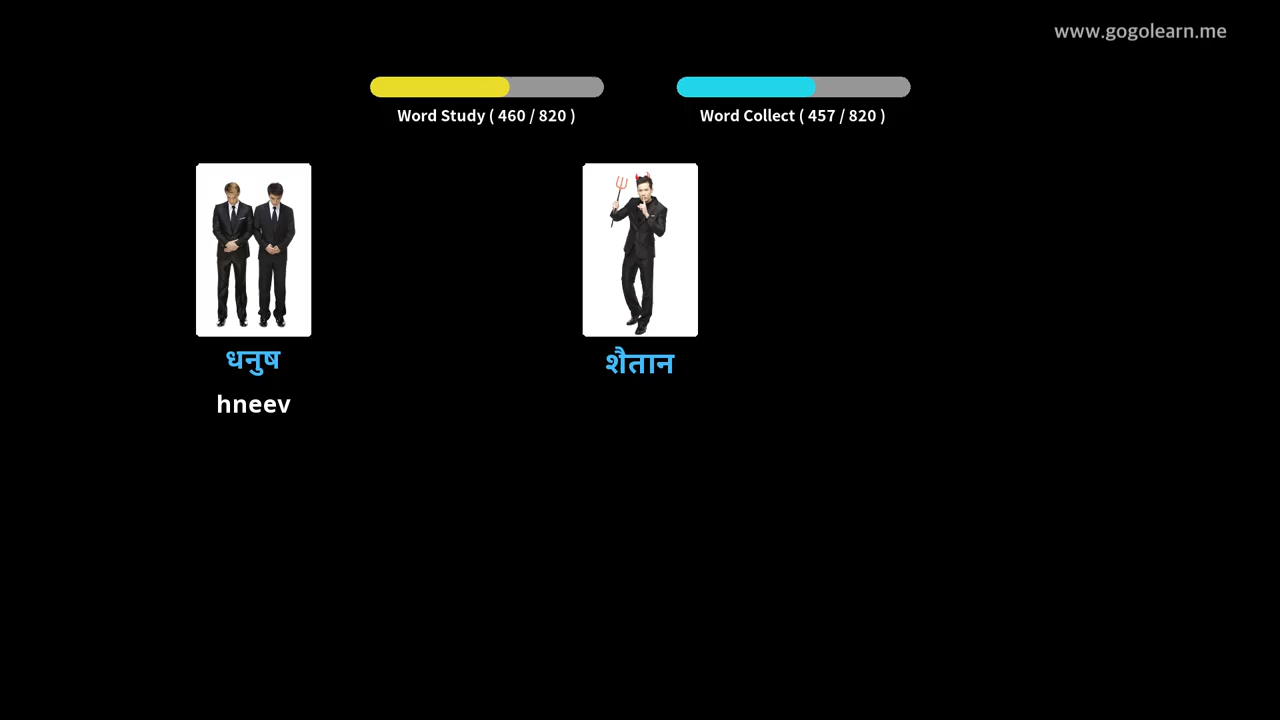 www.gogolearn.me
Word Study ( 460 / 820 )
Word Collect ( 457 / 820 )
धनुष
शैतान
hneev